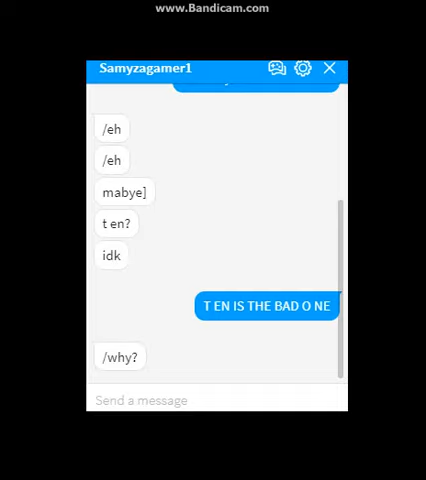 www.Bandicam.com
Samyzagamer1
/eh
/eh
mabye]
t en?
idk
T EN IS THE BAD O NE
/why?
Send a message